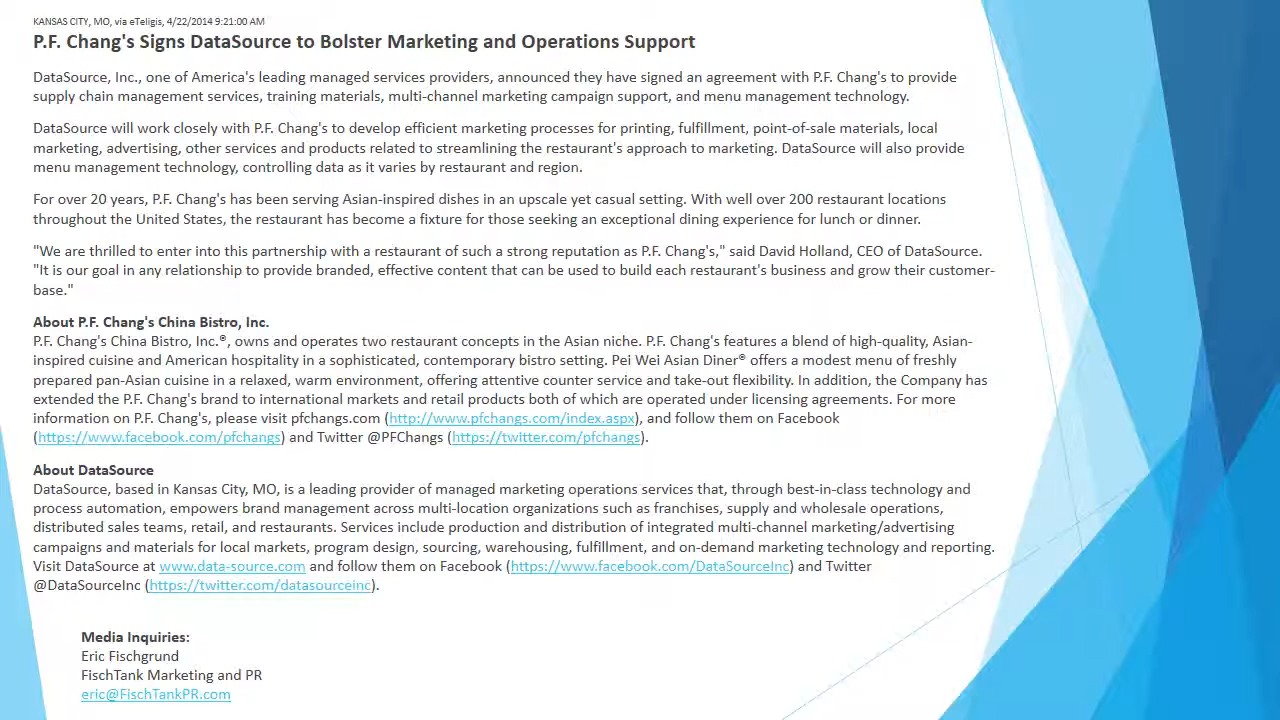 KANSAS CITY, MO, via eTeligis, 4/22/2014 9:21:00 AM
P.F. Chang's Signs DataSource to Bolster Marketing and Operations Support
DataSource, Inc., one of America's leading managed services providers, announced they have signed an agreement with P.F. Chang's to provide
supply chain management services, training materials, multi-channel marketing campaign support, and menu management technology.
DataSource will work closely with P.F. Chang's to develop efficient marketing processes for printing, fulfillment, point-of-sale materials, local
marketing, advertising, other services and products related to streamlining the restaurant's approach to marketing. DataSource will also provide
menu management technology, controlling data as it varies by restaurant and region.
For over 20 years, P.F. Chang's has been serving Asian-inspired dishes in an upscale yet casual setting. With well over 200 restaurant locations
throughout the United States, the restaurant has become a fixture for those seeking an exceptional dining experience for lunch or dinner.
"We are thrilled to enter into this partnership with a restaurant of such a strong reputation as P.F. Chang's," said David Holland, CEO of DataSource.
"It is our goal in any relationship to provide branded, effective content that can be used to build each restaurant's business and grow their customer-
base."
About P.F. Chang's China Bistro, Inc.
P.F. Chang's China Bistro, Inc.®, owns and operates two restaurant concepts in the Asian niche. P.F. Chang's features a blend of high-quality, Asian-
inspired cuisine and American hospitality in a sophisticated, contemporary bistro setting. Pei Wei Asian Diner® offers a modest menu of freshly
prepared pan-Asian cuisine in a relaxed, warm environment, offering attentive counter service and take-out flexibility. In addition, the Company has
extended the P.F. Chang's brand to international markets and retail products both of which are operated under licensing agreements. For more
information on P.F. Chang's, please visit pfchangs.com (http://www.pfchangs.com/index.aspx), and follow them on Facebook
(https://www.facebook.com/pfchangs) and Twitter @PFChangs (https://twitter.com/pfchangs).
About DataSource
DataSource, based in Kansas City, MO, is a leading provider of managed marketing operations services that, through best-in-class technology and
process automation, empowers brand management across multi-location organizations such as franchises, supply and wholesale operations,
distributed sales teams, retail, and restaurants. Services include production and distribution of integrated multi-channel marketing/advertising
campaigns and materials for local markets, program design, sourcing, warehousing, fulfillment, and on-demand marketing technology and reporting.
Visit DataSource at www.data-source.com and follow them on Facebook (https://www.facebook.com/DataSourceInc) and Twitter
@DataSourceInc (https://twitter.com/datasourceinc).
Media Inquiries:
Eric Fischgrund
FischTank Marketing and PR
eric@FischTankPR.com